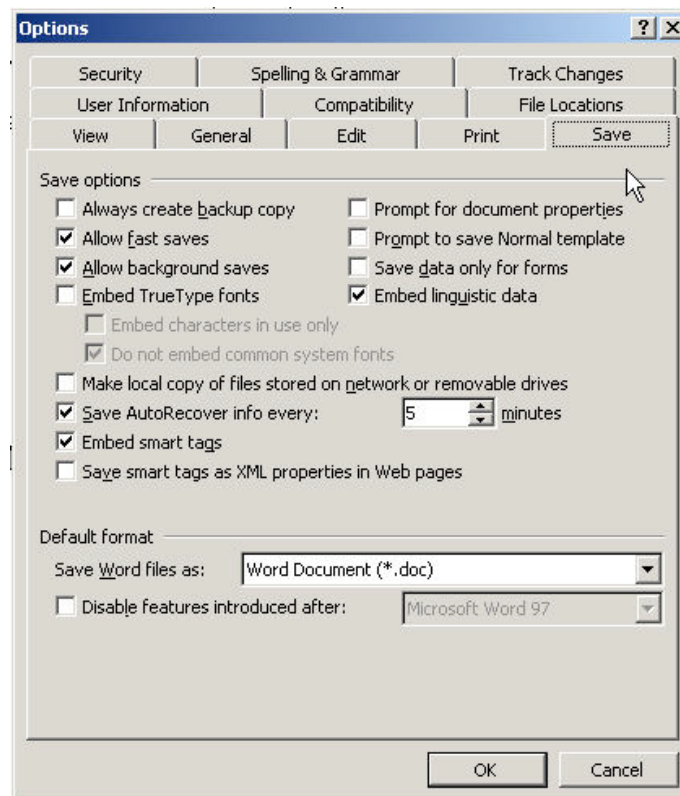 Options
Security Spelling & Grammar Track Changes
User Information Compatibility File Locations
View General Edit Print Save
Save options
Always create backup copy Prompt for document properties
Allow fast saves Prompt to save Normal template
Allow background saves Save data only for forms
Embed TrueType fonts Embed linguistic data
Embed characters in use only
Do not embed common system fonts
Make local copy of files stored on network or removable drives
Save AutoRecover info every: 5 minutes
Embed smart tags
Save smart tags as XML properties in Web pages
Default format
Save Word files as: Word Document (*.doc)
Disable features introduced after: Microsoft Word 97
OK Cancel